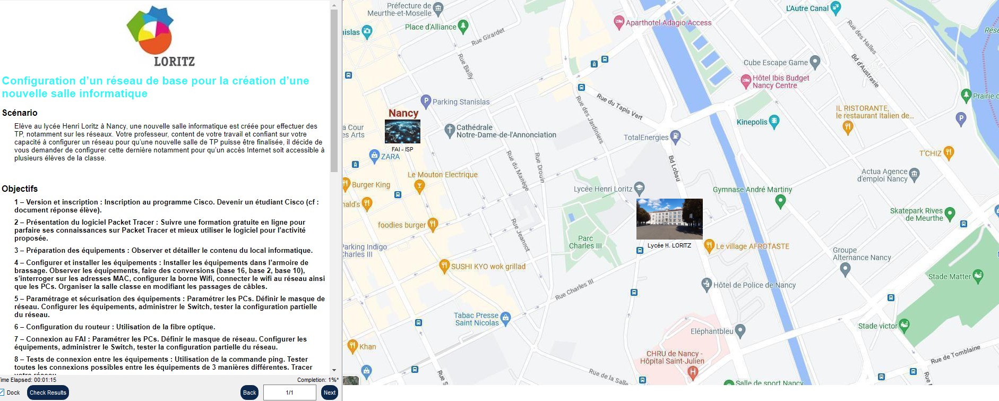 LORITZ
Configuration d'un réseau de base pour la création d'une
nouvelle salle informatique
Scénario
Elève au lycée Henri Loritz à Nancy, une nouvelle salle informatique est créée pour effectuer des
TP, notamment sur les réseaux. Votre professeur, content de votre travail et confiant sur votre
capacité à configurer un réseau pour qu'une nouvelle salle de TP puisse être finalisée, il décide de
vous demander de configurer cette dernière notamment pour qu'un accès Internet soit accessible à
plusieurs élèves de la classe.
Objectifs
1 – Version et inscription : Inscription au programme Cisco. Devenir un étudiant Cisco (cf :
document réponse élève).
2 – Présentation du logiciel Packet Tracer : Suivre une formation gratuite en ligne pour
parfaire ses connaissances sur Packet Tracer et mieux utiliser le logiciel pour l'activité
proposée.
3 – Préparation des équipements : Observer et détailler le contenu du local informatique.
4 – Configurer et installer les équipements : Installer les équipements dans l'armoire de
brassage. Observer les équipements, faire des conversions (base 16, base 2, base 10),
s'interroger sur les adresses MAC, configurer la borne Wifi, connecter le wifi au réseau ainsi
que les PCs. Organiser la salle classe en modifiant les passages de câbles.
5 – Paramétrage et sécurisation des équipements : Paramétrer les PCs. Définir le masque de
réseau. Configurer les équipements, administrer le Switch, tester la configuration partielle
du réseau.
6 – Configuration du routeur : Utilisation de la fibre optique.
7 – Connexion au FAI : Paramétrer les PCs. Définir le masque de réseau. Configurer les
équipements, administrer le Switch, tester la configuration partielle du réseau.
8 – Tests de connexion entre les équipements : Utilisation de la commande ping. Tester
toutes les connexions possibles entre les équipements de 3 manières différentes. Tracer
votre réseau.
Time Elapsed: 00:01:15
Completion: 1%*
Dock
Check Results
Back
1/1
Next
Préfecture de
Meurthe-et-Moselle
Place d'Alliance
nislas
Rue Girardet
Rue Bailly
Aparthotel Adagio Access
L'Autre Canal
Rue des Halles
Bd d'Austrasie
Rése
Cube Escape Game
Hôtel Ibis Budget
Nancy Centre
Prairie d
P
Parking Stanislas
Nancy
FAI - ISP
a Cour
es Arts
Cathédrale
Notre-Dame-de-l'Annonciation
Rue des Jardiniers
Rue du Tapis Vert
IL RISTORANTE,
le restaurant Italien de...
P
Kinepolis
TotalEnergies
ZARA
Rue du Manège
Rue Drouin
Bd Lobau
T'CHIZ
Actua Agence
d'emploi Nancy
Le Mouton Electrique
Burger King
Lycée Henri Loritz
Gymnase André Martiny
nald's
Skatepark Rives
de Meurthe
foodies burger
Rue Jeannot
Parc
Charles III
Lycée H. LORITZ
Le village AFROTASTE
Parking Indigo
Charles III
Groupe
Alternance Nancy
SUSHI KYO wok grillad
Stade Matter
Rue Charles III
Hôtel de Police de Nancy
Tabac Presse
Saint Nicolas
Stade victor
Eléphantbleu
Khan
CHRU de Nancy -
Hôpital Saint-Julien
H
Rue de Tomblaine
Rue S
Rue de la Salle
Salle de sport Nancy
Rue